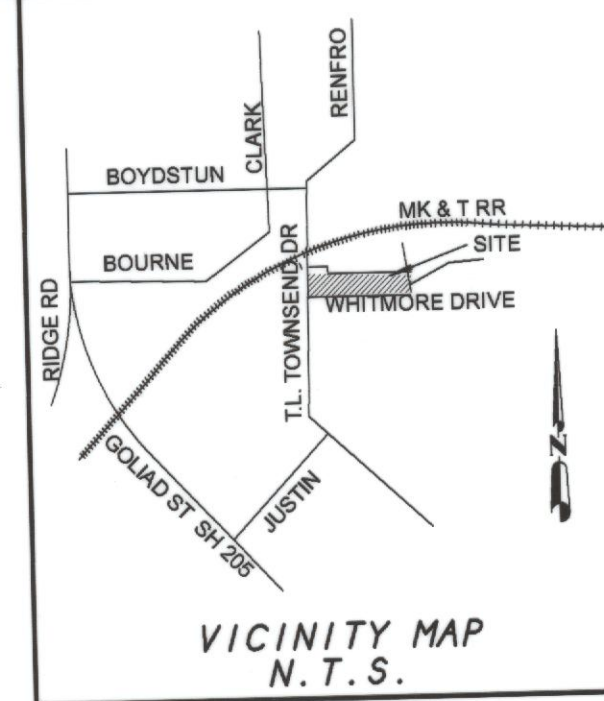 RENFRO
CLARK
BOYDSTUN
MK & T RR
SITE
BOURNE
T.L. TOWNSEND DR
WHITMORE DRIVE
RIDGE RD
GOLIAD ST SH 205
JUSTIN
N
VICINITY MAP
N.T.S.